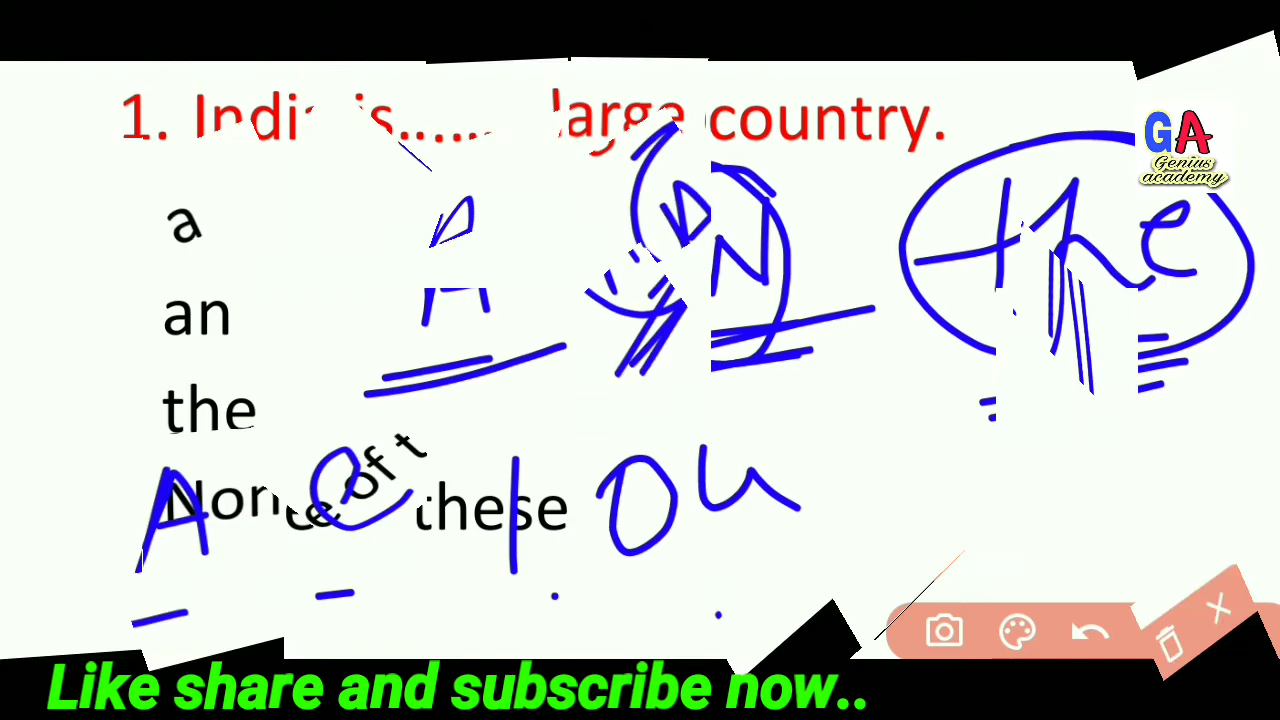 1. India is...... large country.
GA
Genius
academy
a
A
AN
the
an
the
None of these
A E I O U
Like share and subscribe now..